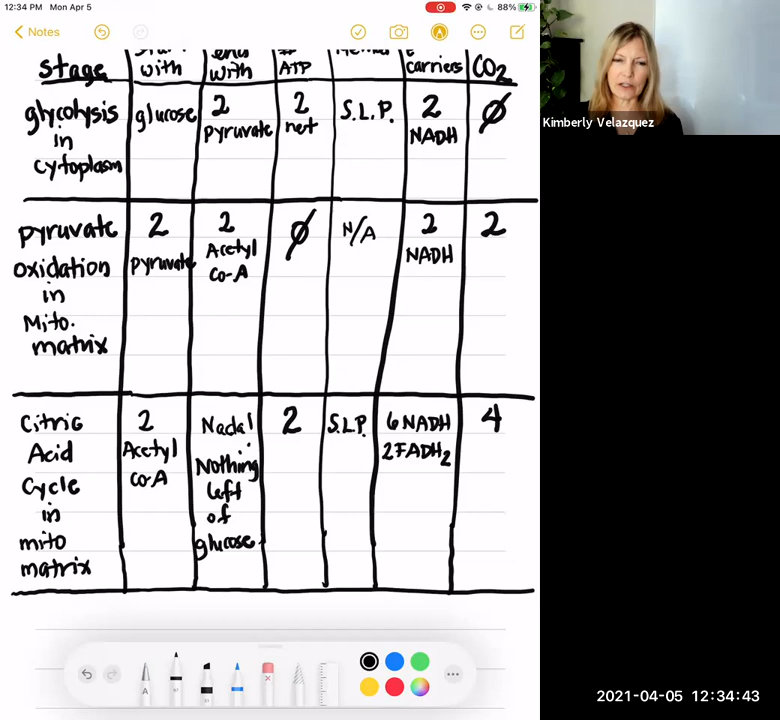 12:34 PM Mon Apr 5
88%
Notes
Stage
with
ends
with
ATP
carriers
CO2
glycolysis
in
cytoplasm
glucose
2
pyruvate
2
net
S.L.P.
2
NADH
Ø
pyruvate
oxidation
in
Mito.
matrix
2
pyruvate
2
Acetyl
Co-A
Ø
N/A
2
NADH
2
Citric
Acid
Cycle
in
mito
matrix
2
Acetyl
Co-A
Nada!
Nothing
left
of
glucose
2
S.L.P.
6 NADH
2FADH2
4
Kimberly Velazquez
A
2021-04-05 12:34:43